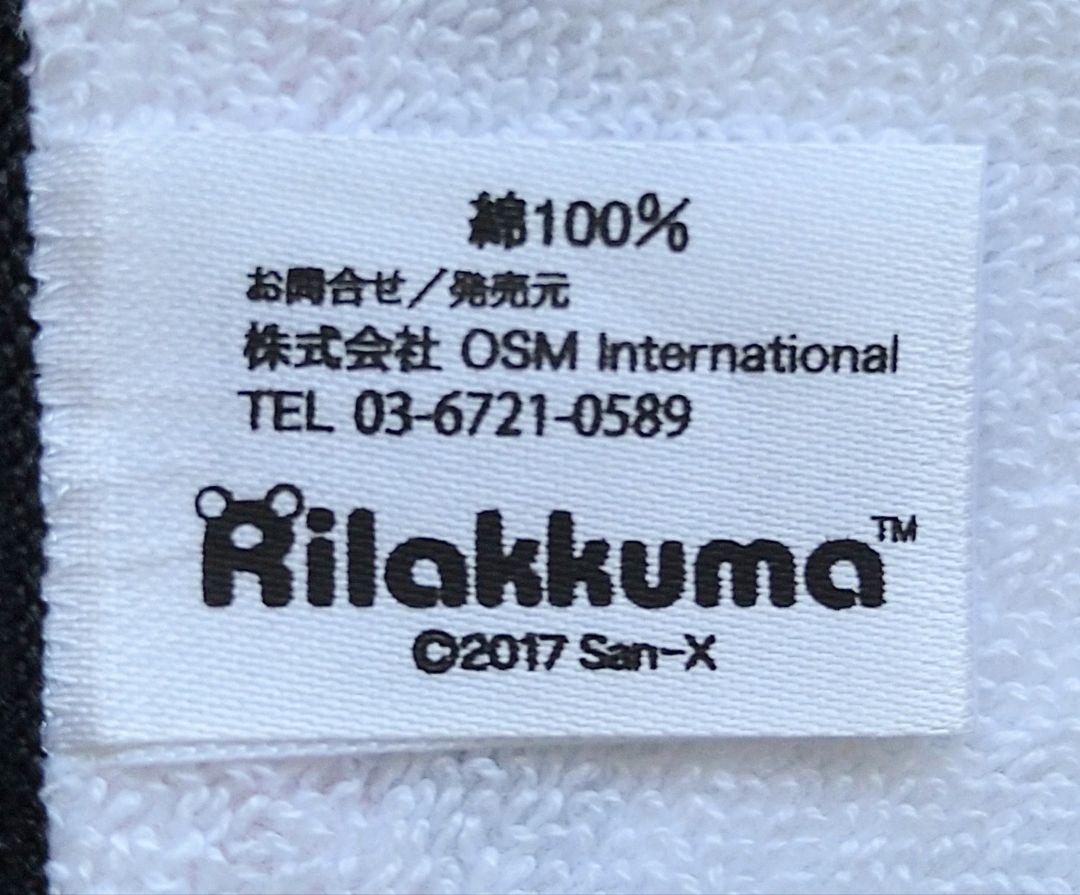 綿100%
お問合せ/発売元
株式会社 OSM International
TEL 03-6721-0589
Rilakkuma™
©2017 San-X